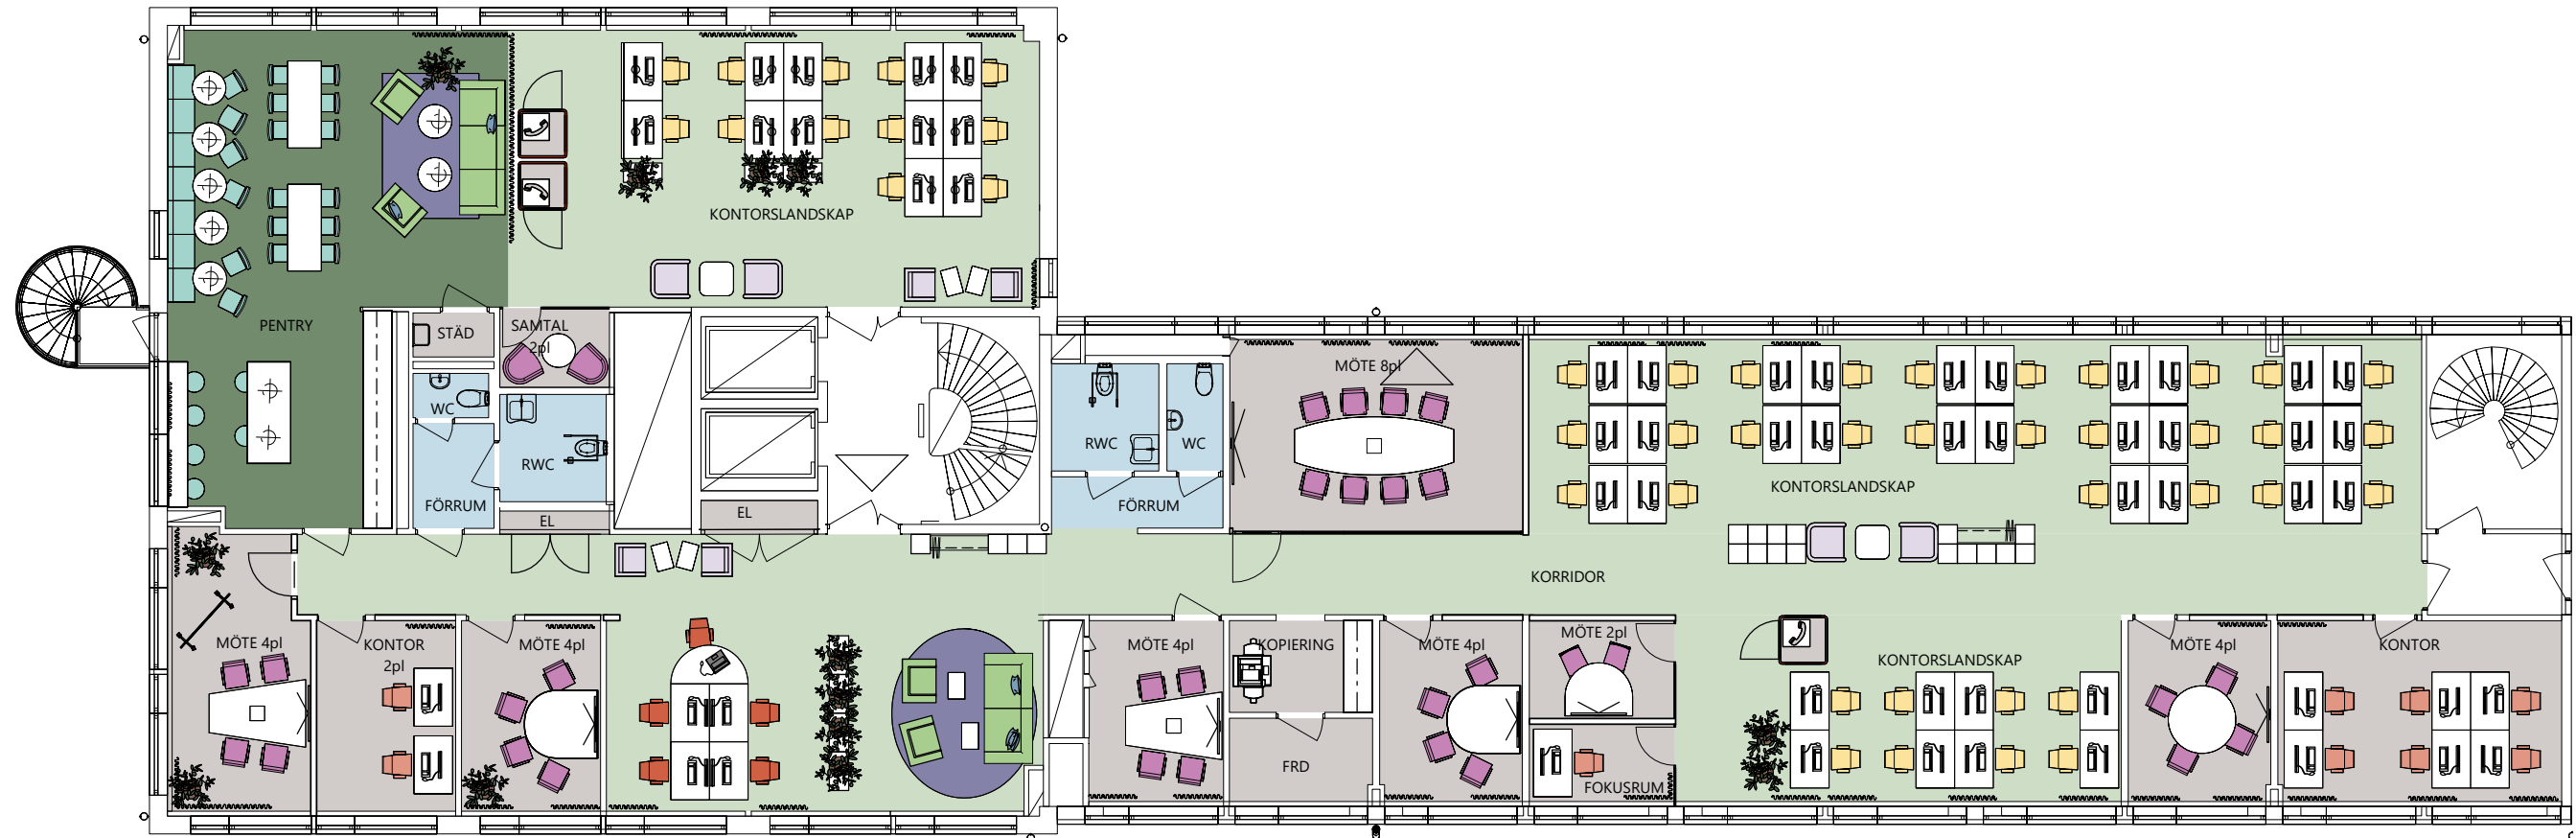 KONTORSLANDSKAP
PENTRY
STÄD
SAMTAL
2pl
WC
RWC
FÖRRUM
EL
EL
RWC
WC
FÖRRUM
MÖTE 8pl
KONTORSLANDSKAP
KORRIDOR
MÖTE 4pl
KONTOR
2pl
MÖTE 4pl
MÖTE 4pl
KOPIERING
FRD
MÖTE 4pl
MÖTE 2pl
FOKUSRUM
KONTORSLANDSKAP
MÖTE 4pl
KONTOR